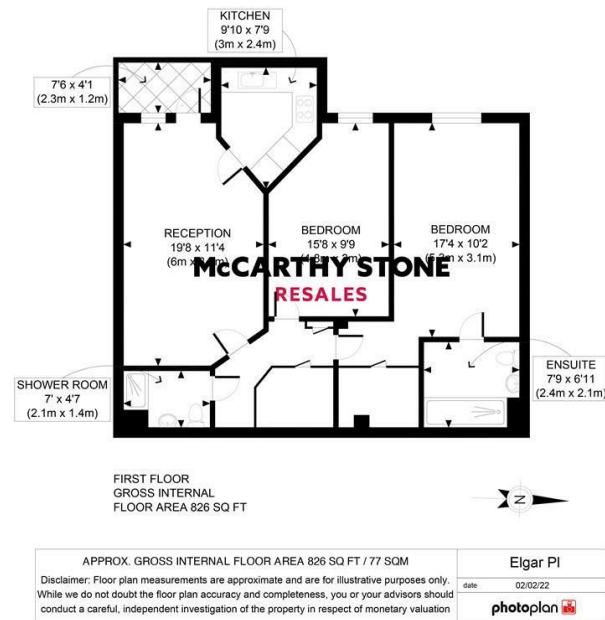 KITCHEN
9'10 x 7'9
(3m x 2.4m)
7'6 x 4'1
(2.3m x 1.2m)
RECEPTION
19'8 x 11'4
(6m x
BEDROOM
15'8 x 9'9
BEDROOM
17'4 x 10'2
McCARTHY STONE
RESALES
SHOWER ROOM
7' x 4'7
(2.1m x 1.4m)
ENSUITE
7'9 x 6'11
(2.4m x 2.1m)
FIRST FLOOR
GROSS INTERNAL
FLOOR AREA 826 SQ FT
N
APPROX. GROSS INTERNAL FLOOR AREA 826 SQ FT / 77 SQM
Disclaimer: Floor plan measurements are approximate and are for illustrative purposes only.
While we do not doubt the floor plan accuracy and completeness, you or your advisors should
conduct a careful, independent investigation of the property in respect of monetary valuation
Elgar Pl
date 02/02/22
photoplan